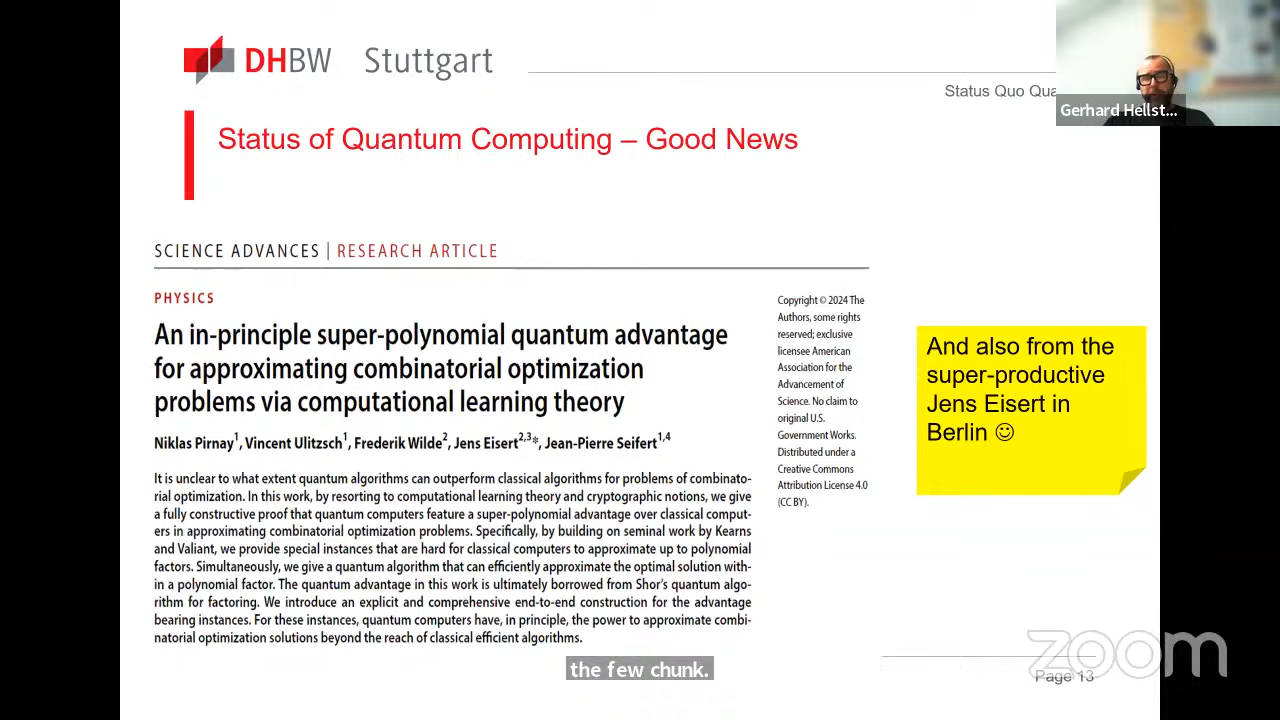 DHBW Stuttgart
Status Quo Qua
Gerhard Hellst...
Status of Quantum Computing – Good News
SCIENCE ADVANCES | RESEARCH ARTICLE
PHYSICS
An in-principle super-polynomial quantum advantage
for approximating combinatorial optimization
problems via computational learning theory
Niklas Pirnay1, Vincent Ulitzsch1, Frederik Wilde2, Jens Eisert2,3*, Jean-Pierre Seifert1,4
It is unclear to what extent quantum algorithms can outperform classical algorithms for problems of combinato-
rial optimization. In this work, by resorting to computational learning theory and cryptographic notions, we give
a fully constructive proof that quantum computers feature a super-polynomial advantage over classical comput-
ers in approximating combinatorial optimization problems. Specifically, by building on seminal work by Kearns
and Valiant, we provide special instances that are hard for classical computers to approximate up to polynomial
factors. Simultaneously, we give a quantum algorithm that can efficiently approximate the optimal solution with-
in a polynomial factor. The quantum advantage in this work is ultimately borrowed from Shor's quantum algo-
rithm for factoring. We introduce an explicit and comprehensive end-to-end construction for the advantage
bearing instances. For these instances, quantum computers have, in principle, the power to approximate combi-
natorial optimization solutions beyond the reach of classical efficient algorithms.
Copyright © 2024 The
Authors, some rights
reserved; exclusive
licensee American
Association for the
Advancement of
Science. No claim to
original U.S.
Government Works.
Distributed under a
Creative Commons
Attribution License 4.0
(CC BY).
And also from the
super-productive
Jens Eisert in
Berlin ☺
the few chunk.
zoom
Page 13